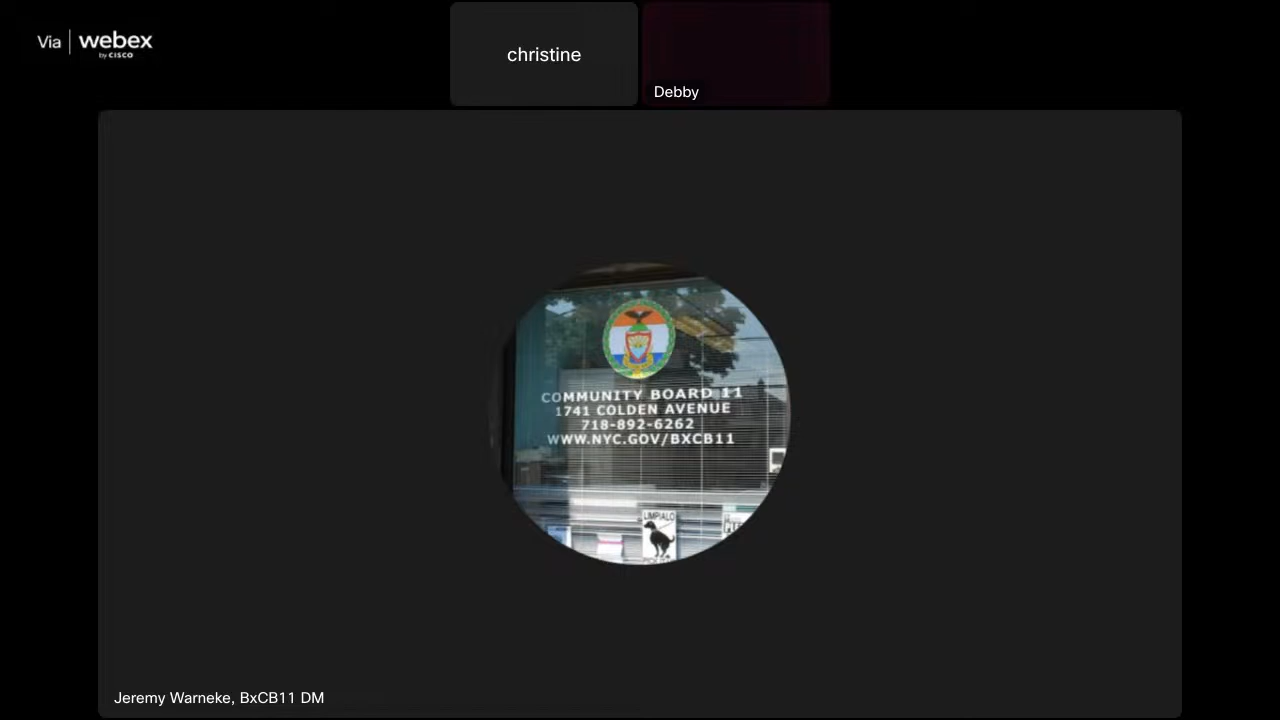 Via webex
by CISCO
christine
Debby
COMMUNITY BOARD 11
1741 COLDEN AVENUE
718-892-6262
WWW.NYC.GOV/BXCB11
LIMPIALO
Jeremy Warneke, BxCB11 DM